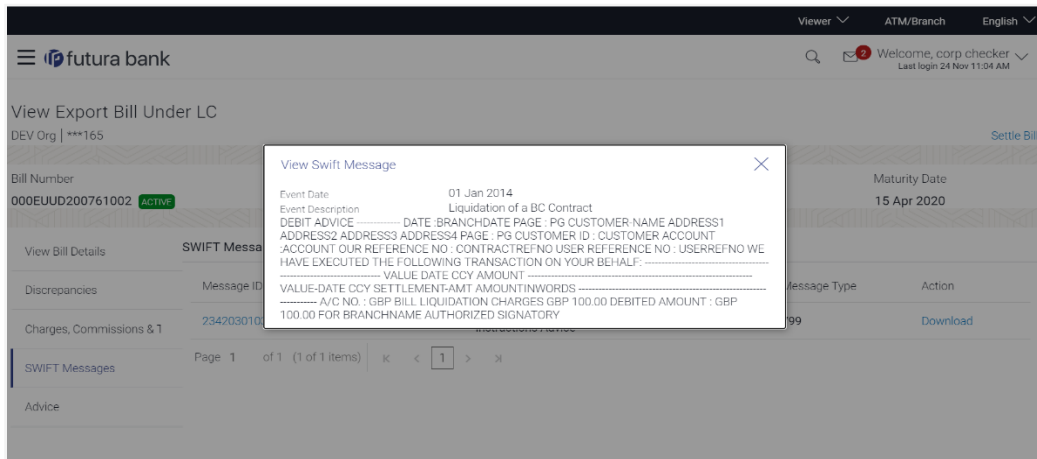 Viewer ATM/Branch English
futura bank
2 Welcome, corp checker
Last login 24 Nov 11:04 AM
View Export Bill Under LC
DEV Org | ***165
Settle Bill
View Swift Message
Bill Number
Maturity Date
000EUUD200761002 ACTIVE
15 Apr 2020
Event Date 01 Jan 2014
Event Description Liquidation of a BC Contract
DEBIT ADVICE ------------- DATE :BRANCHDATE PAGE : PG CUSTOMER-NAME ADDRESS1
ADDRESS2 ADDRESS3 ADDRESS4 PAGE : PG CUSTOMER ID : CUSTOMER ACCOUNT
:ACCOUNT OUR REFERENCE NO : CONTRACTREFNO USER REFERENCE NO : USERREFNO WE
HAVE EXECUTED THE FOLLOWING TRANSACTION ON YOUR BEHALF: --------------------------------------
------------------------------ VALUE DATE CCY AMOUNT --------------------------------------------------------------------
VALUE-DATE CCY SETTLEMENT-AMT AMOUNTINWORDS --------------------------------------------------------
----------- A/C NO. : GBP BILL LIQUIDATION CHARGES GBP 100.00 DEBITED AMOUNT : GBP
100.00 FOR BRANCHNAME AUTHORIZED SIGNATORY
View Bill Details
Discrepancies
Charges, Commissions & T
SWIFT Messages
Advice
SWIFT Messa
Message ID Message Type Action
2342030103 799 Download
Page 1 of 1 (1 of 1 items) 1